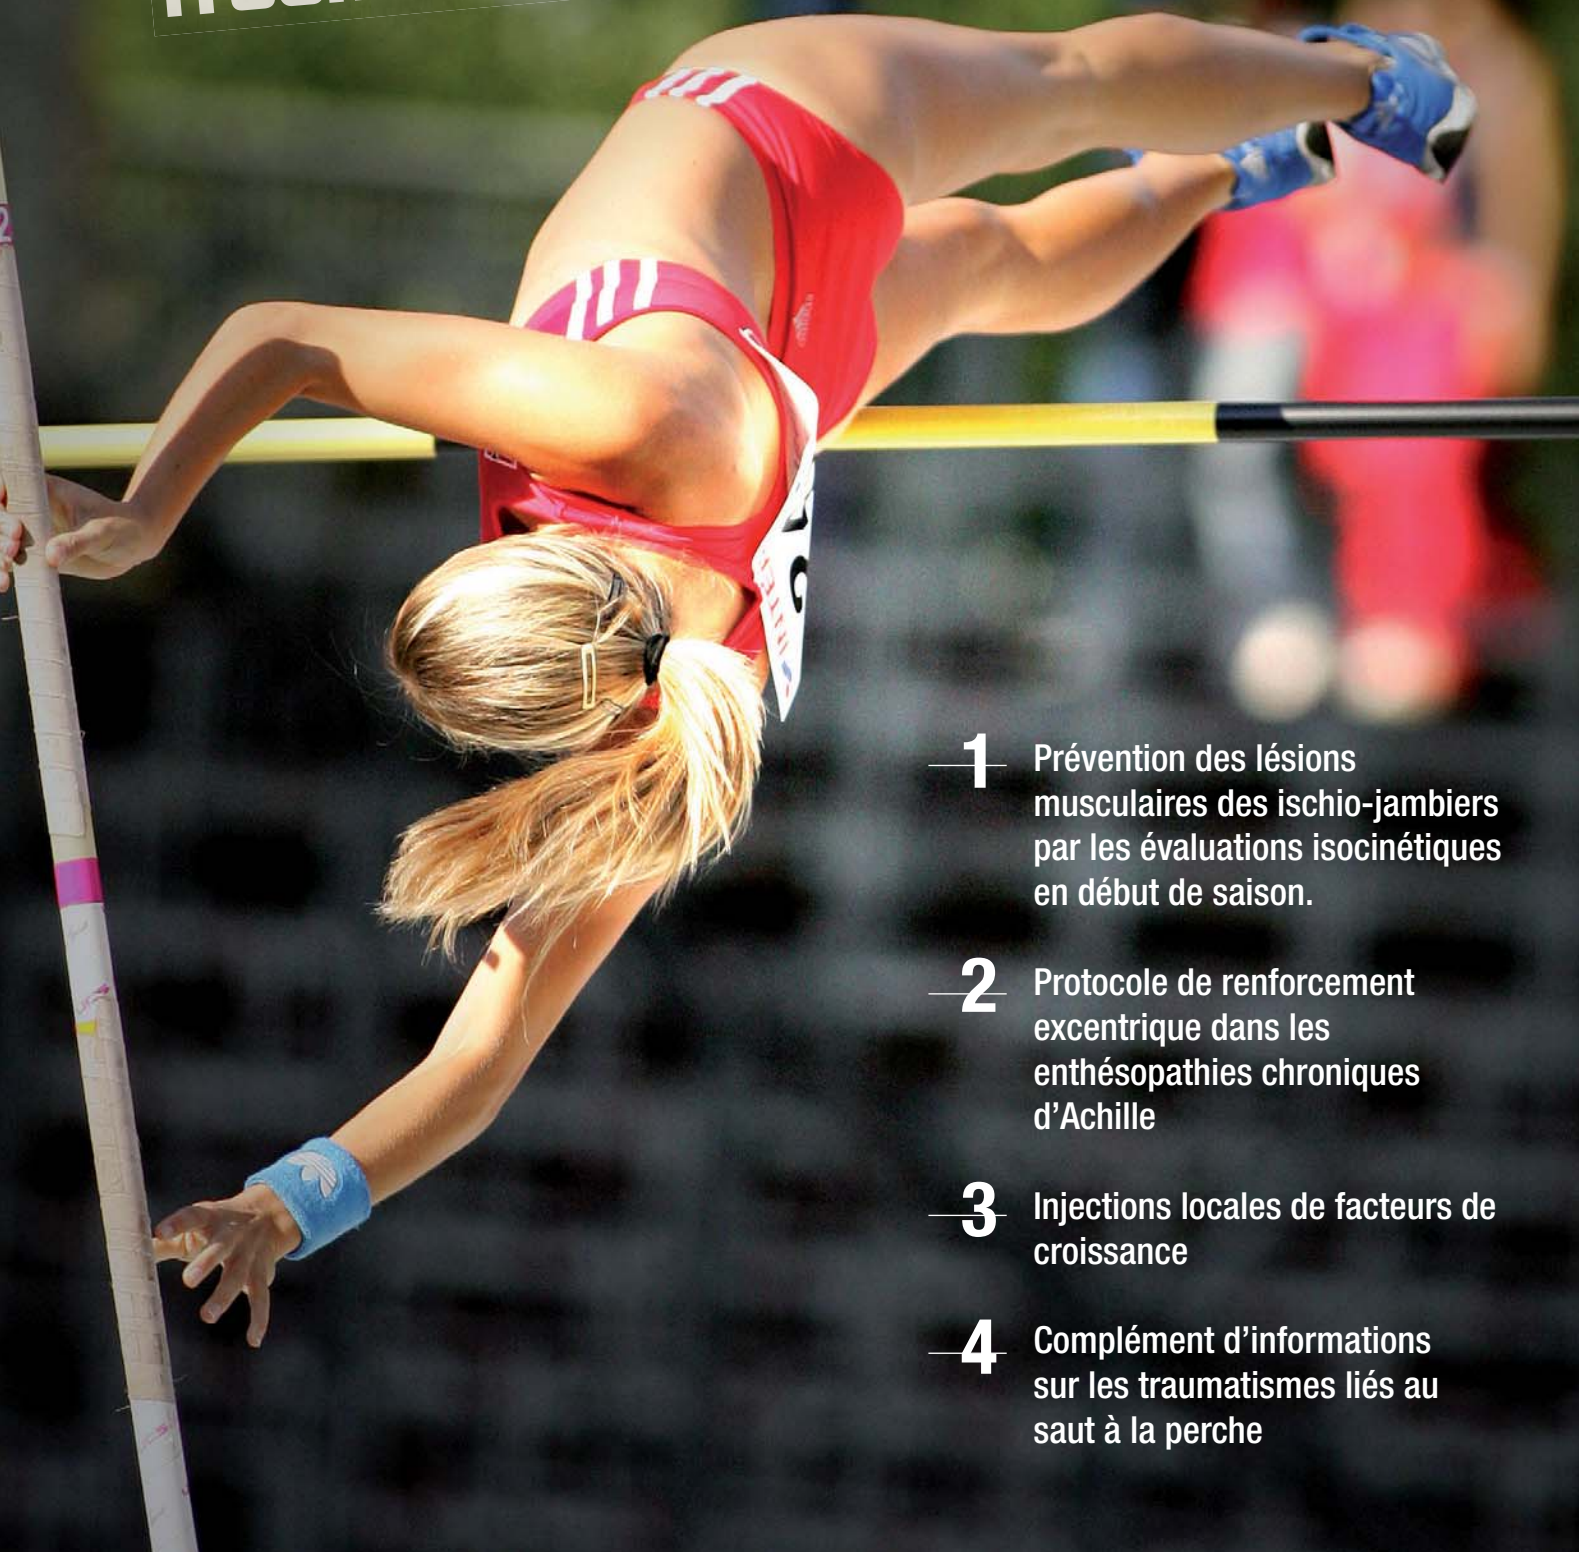 1 Prévention des lésions
musculaires des ischio-jambiers
par les évaluations isocinétiques
en début de saison.
2 Protocole de renforcement
excentrique dans les
enthésopathies chroniques
d’Achille
3 Injections locales de facteurs de
croissance
4 Complément d’informations
sur les traumatismes liés au
saut à la perche